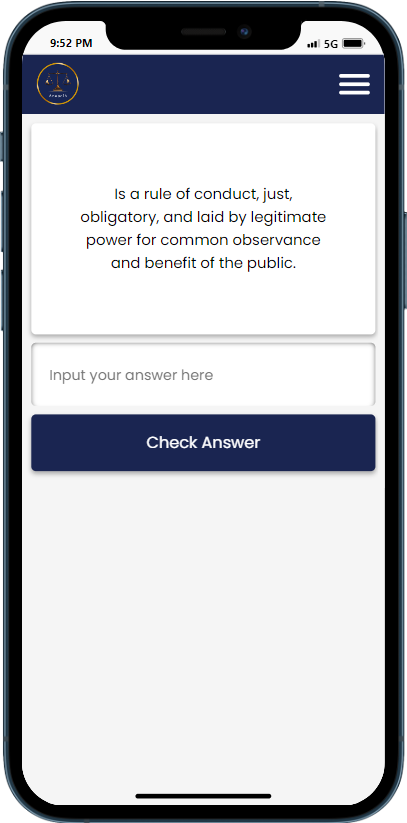 9:52 PM 5G
Is a rule of conduct, just,
obligatory, and laid by legitimate
power for common observance
and benefit of the public.
Input your answer here
Check Answer